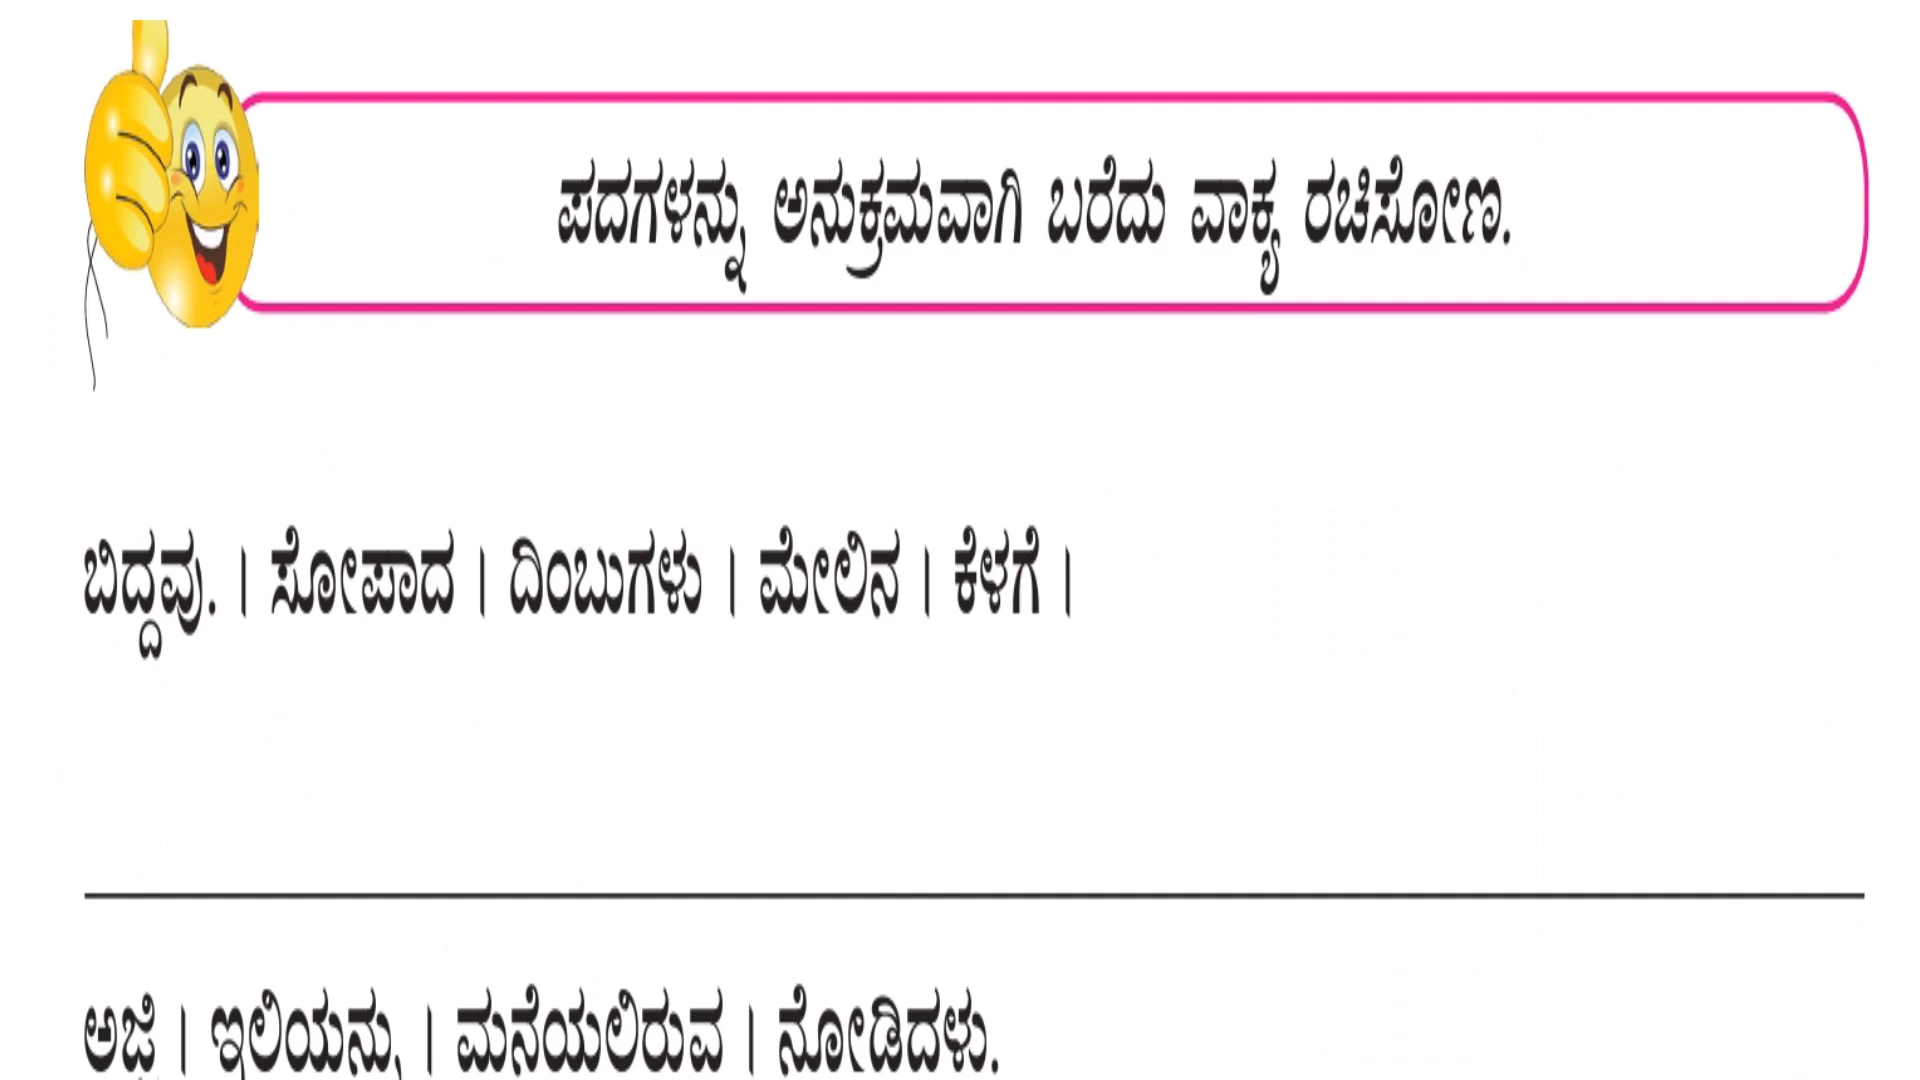 ಪದಗಳನ್ನು ಅನುಕ್ರಮವಾಗಿ ಬರೆದು ವಾಕ್ಯ ರಚಿಸೋಣ.
ಬಿದ್ದವು. | ಸೋಪಾದ | ದಿಂಬುಗಳು | ಮೇಲಿನ | ಕೆಳಗೆ |
ಅಜ್ಜಿ | ಇಲಿಯನ್ನು | ಮನೆಯಲಿರುವ | ನೋಡಿದಳು.